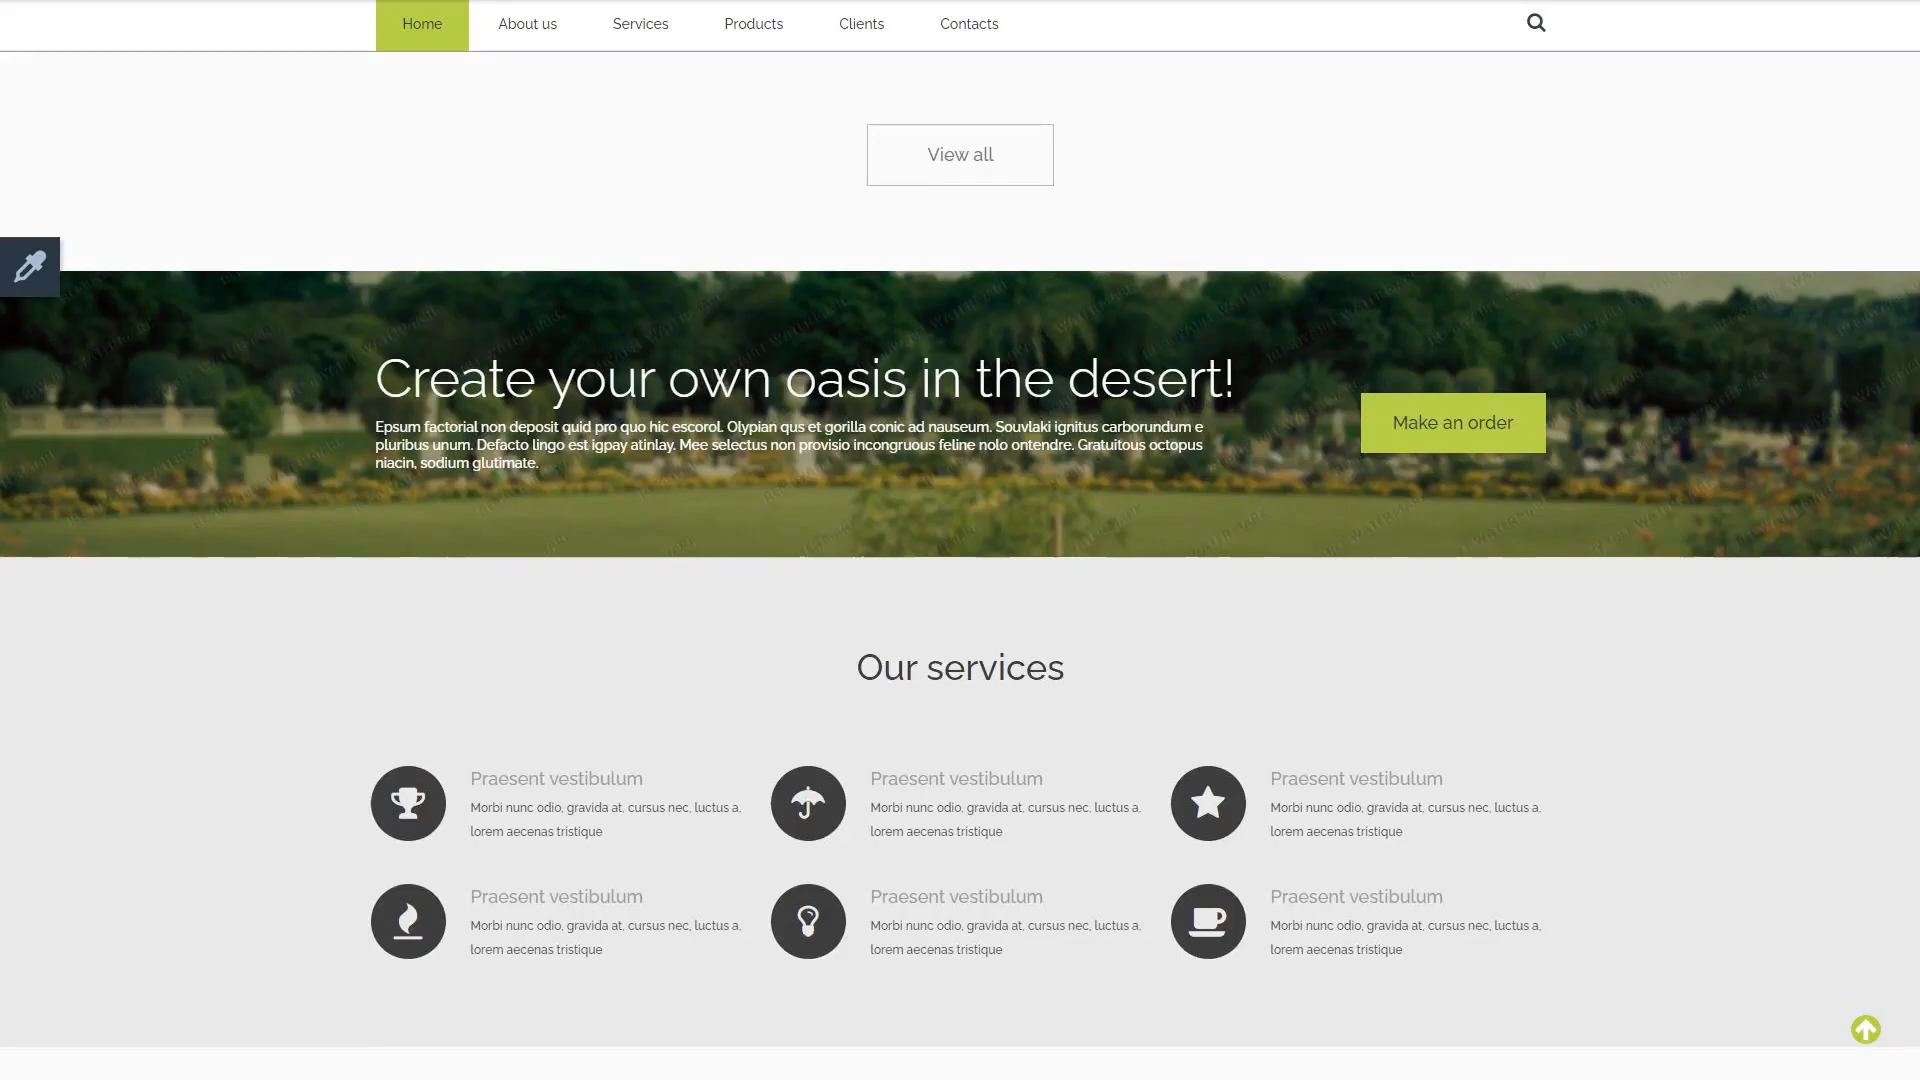 Home About us Services Products Clients Contacts
View all
Create your own oasis in the desert!
Epsum factorial non deposit quid pro quo hic escorol. Olypian qus et gorilla conic ad nauseum. Souvlaki ignitus carborundum e
pluribus unum. Defacto lingo est igpay atinlay. Mee selectus non provisio incongruous feline nolo ontendre. Gratuitous octopus
niacin, sodium glutimate.
Make an order
Our services
Praesent vestibulum
Morbi nunc odio, gravida at, cursus nec, luctus a,
lorem aecenas tristique
Praesent vestibulum
Morbi nunc odio, gravida at, cursus nec, luctus a,
lorem aecenas tristique
Praesent vestibulum
Morbi nunc odio, gravida at, cursus nec, luctus a,
lorem aecenas tristique
Praesent vestibulum
Morbi nunc odio, gravida at, cursus nec, luctus a,
lorem aecenas tristique
Praesent vestibulum
Morbi nunc odio, gravida at, cursus nec, luctus a,
lorem aecenas tristique
Praesent vestibulum
Morbi nunc odio, gravida at, cursus nec, luctus a,
lorem aecenas tristique